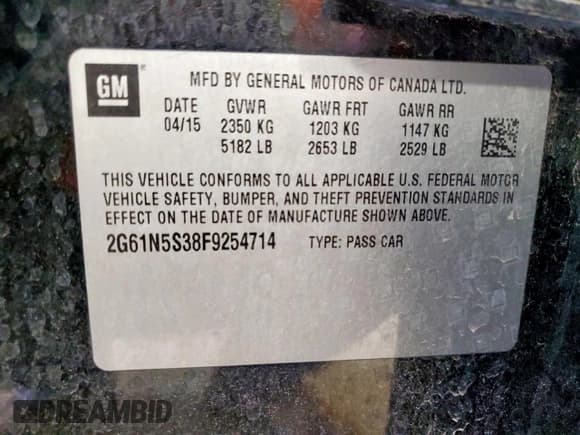 GM ®
MFD BY GENERAL MOTORS OF CANADA LTD.
DATE GVWR GAWR FRT GAWR RR
04/15 2350 KG 1203 KG 1147 KG
5182 LB 2653 LB 2529 LB
THIS VEHICLE CONFORMS TO ALL APPLICABLE U.S. FEDERAL MOTOR
VEHICLE SAFETY, BUMPER, AND THEFT PREVENTION STANDARDS IN
EFFECT ON THE DATE OF MANUFACTURE SHOWN ABOVE.
2G61N5S38F9254714 TYPE: PASS CAR
DREAMBID